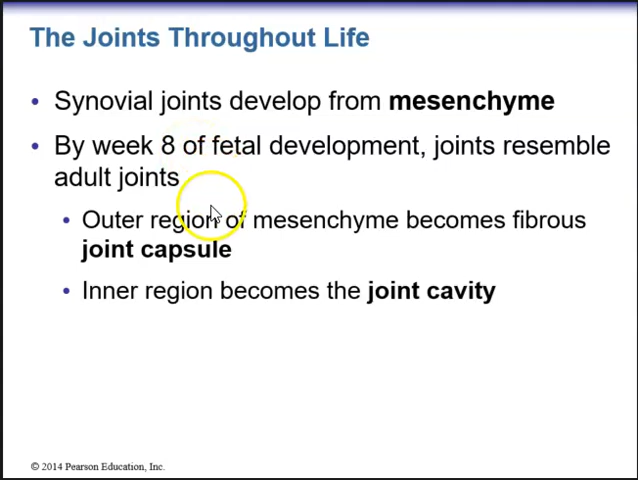 The Joints Throughout Life
• Synovial joints develop from mesenchyme
• By week 8 of fetal development, joints resemble
adult joints
• Outer region of mesenchyme becomes fibrous
joint capsule
• Inner region becomes the joint cavity
© 2014 Pearson Education, Inc.